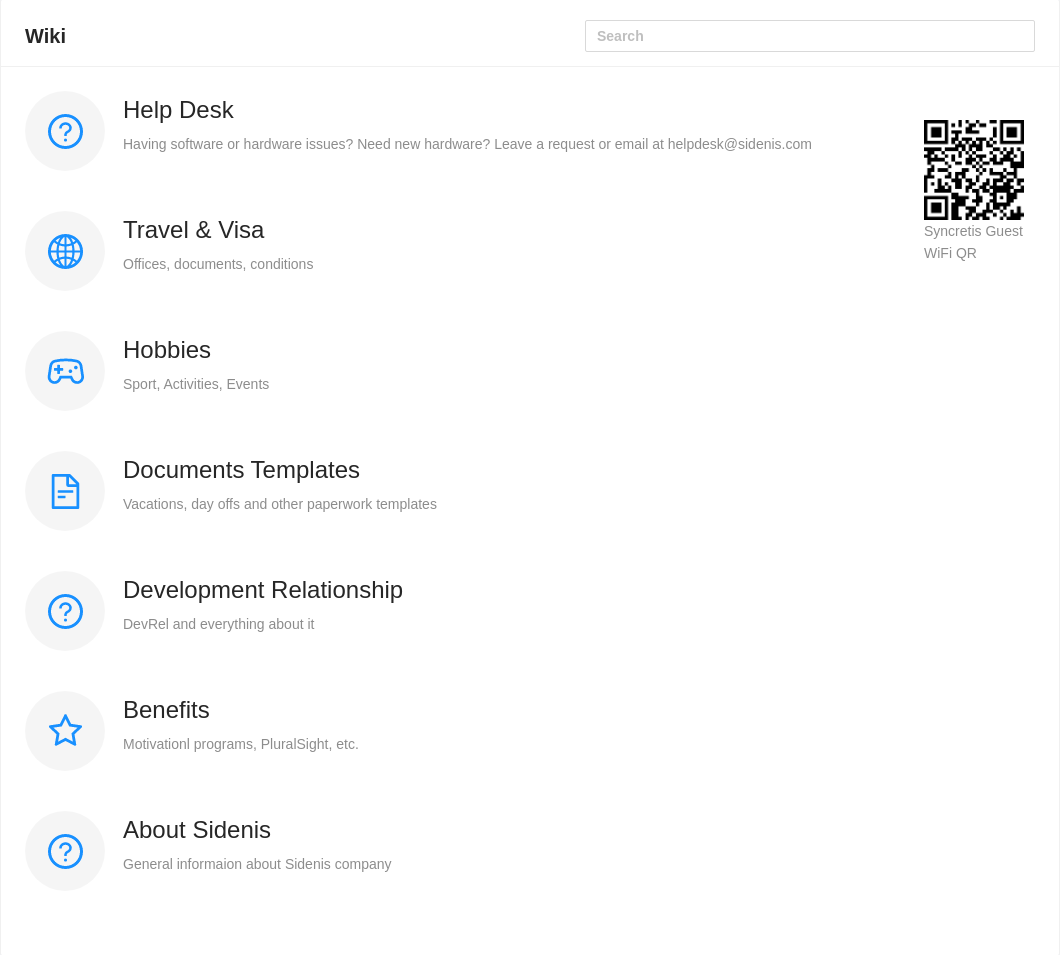 Wiki
Search
Help Desk
Having software or hardware issues? Need new hardware? Leave a request or email at helpdesk@sidenis.com
Syncretis Guest
WiFi QR
Travel & Visa
Offices, documents, conditions
Hobbies
Sport, Activities, Events
Documents Templates
Vacations, day offs and other paperwork templates
Development Relationship
DevRel and everything about it
Benefits
Motivationl programs, PluralSight, etc.
About Sidenis
General informaion about Sidenis company